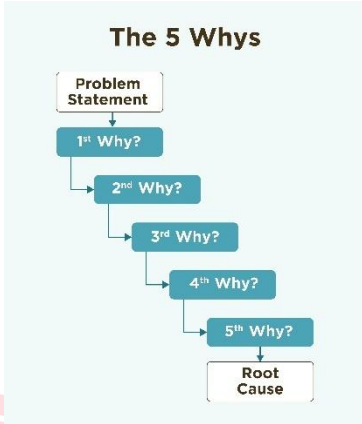 The 5 Whys
Problem
Statement
1st Why?
2nd Why?
3rd Why?
4th Why?
5th Why?
Root
Cause